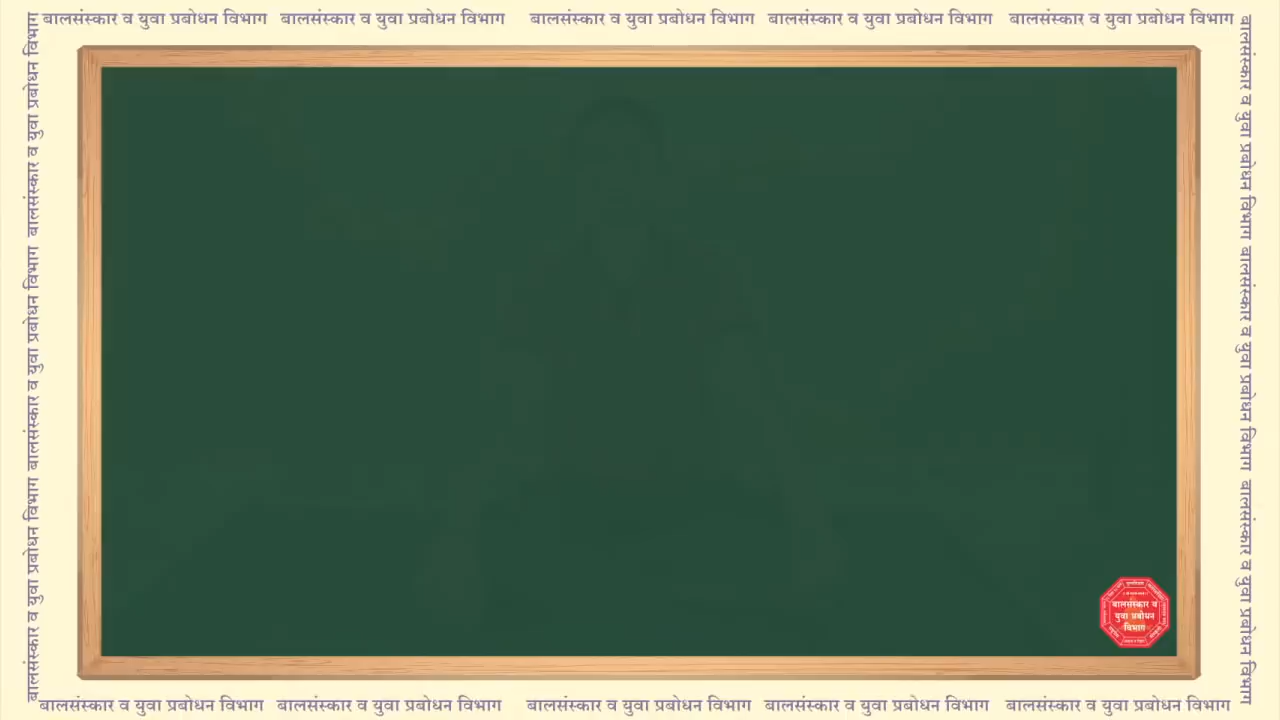 बालसंस्कार व युवा प्रबोधन विभाग बालसंस्कार व युवा प्रबोधन विभाग बालसंस्कार व युवा प्रबोधन विभाग बालसंस्कार व युवा प्रबोधन विभाग बालसंस्कार व युवा प्रबोधन विभाग
बालसंस्कार व युवा प्रबोधन विभाग बालसंस्कार व युवा प्रबोधन विभाग बालसंस्कार व युवा प्रबोधन विभाग
बालसंस्कार व युवा प्रबोधन विभाग बालसंस्कार व युवा प्रबोधन विभाग बालसंस्कार व युवा प्रबोधन विभाग
बालसंस्कार व
युवा प्रबोधन
विभाग
बालसंस्कार व युवा प्रबोधन विभाग बालसंस्कार व युवा प्रबोधन विभाग बालसंस्कार व युवा प्रबोधन विभाग बालसंस्कार व युवा प्रबोधन विभाग बालसंस्कार व युवा प्रबोधन विभाग